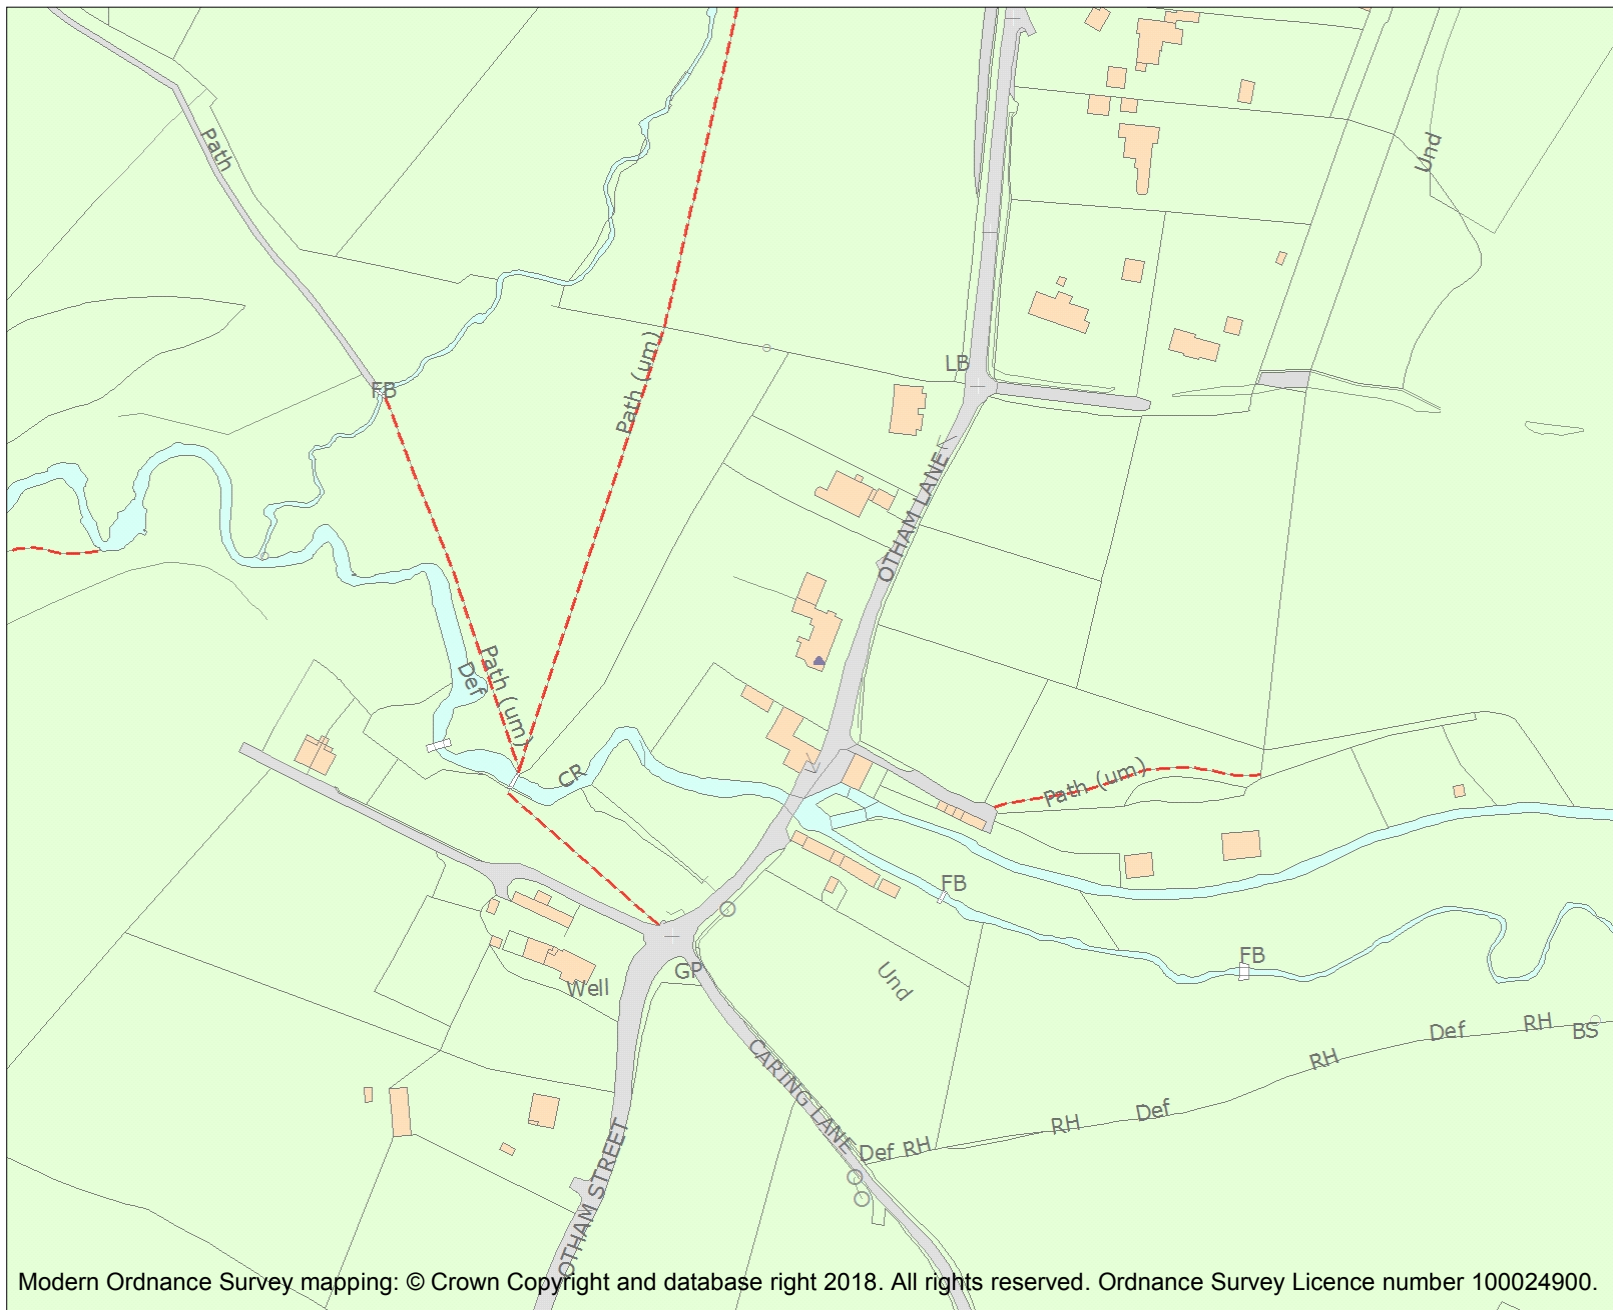 Path
Und
LB
Path (um)
FB
OTHAM LANE
Def
Path (um)
CR
Path (um)
FB
FB
GP
Well
Und
CARING LANE
Def
RH
BS
RH
Def
RH
Def
RH
OTHAM STREET
Modern Ordnance Survey mapping: © Crown Copyright and database right 2018. All rights reserved. Ordnance Survey Licence number 100024900.